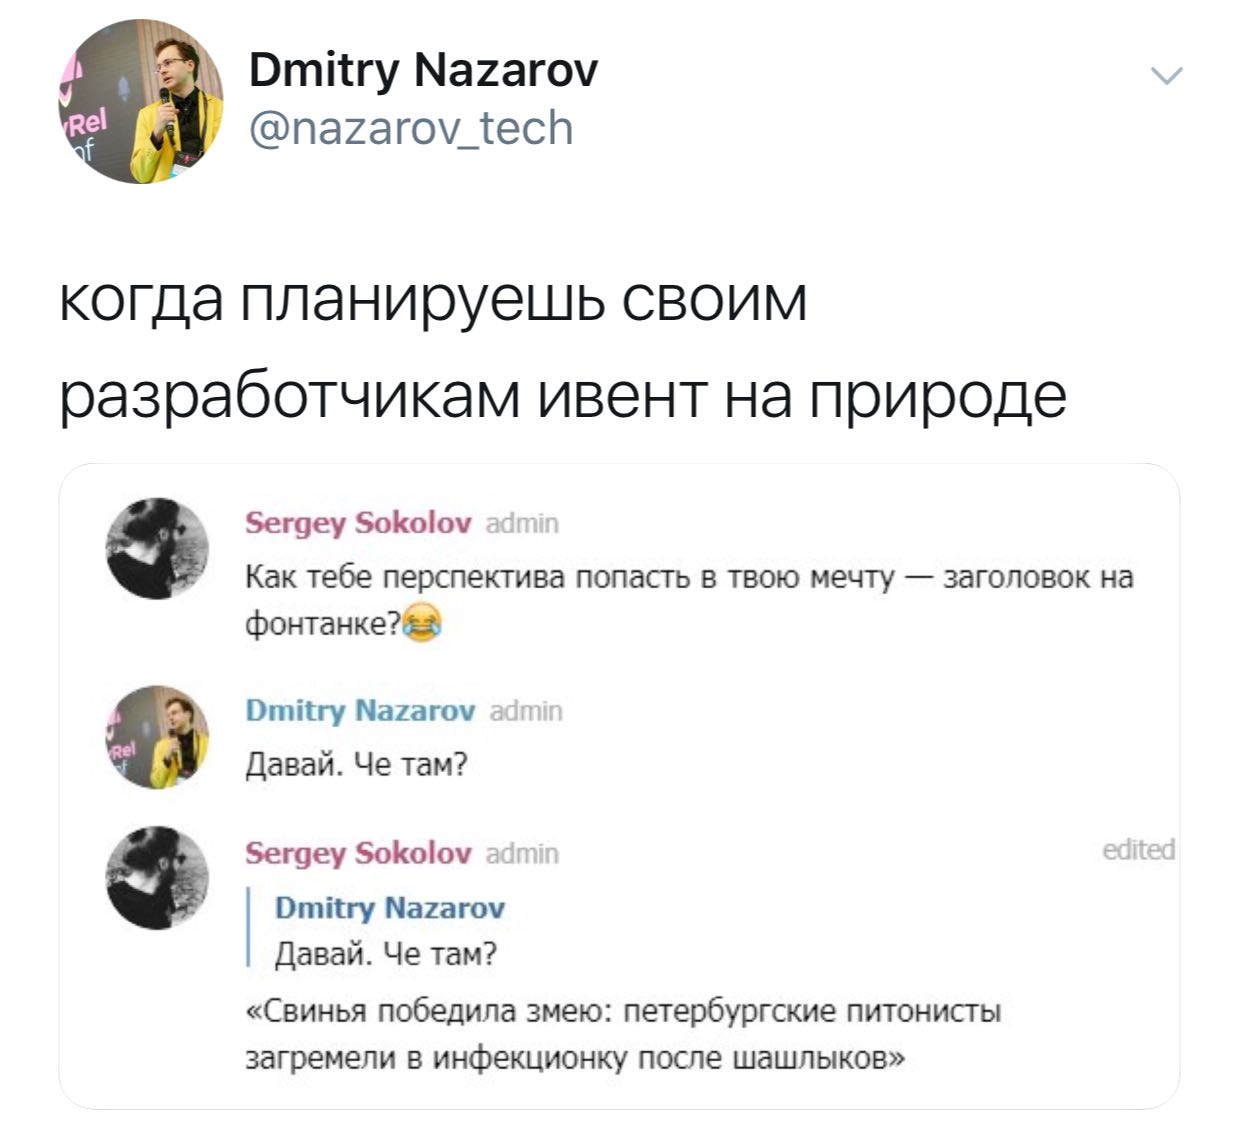 Dmitry Nazarov
@nazarov_tech
когда планируешь своим
разработчикам ивент на природе
Sergey Sokolov admin
Как тебе перспектива попасть в твою мечту — заголовок на
фонтанке?😂
Dmitry Nazarov admin
Давай. Че там?
Sergey Sokolov admin edited
Dmitry Nazarov
Давай. Че там?
«Свинья победила змею: петербургские питонисты
загремели в инфекционку после шашлыков»